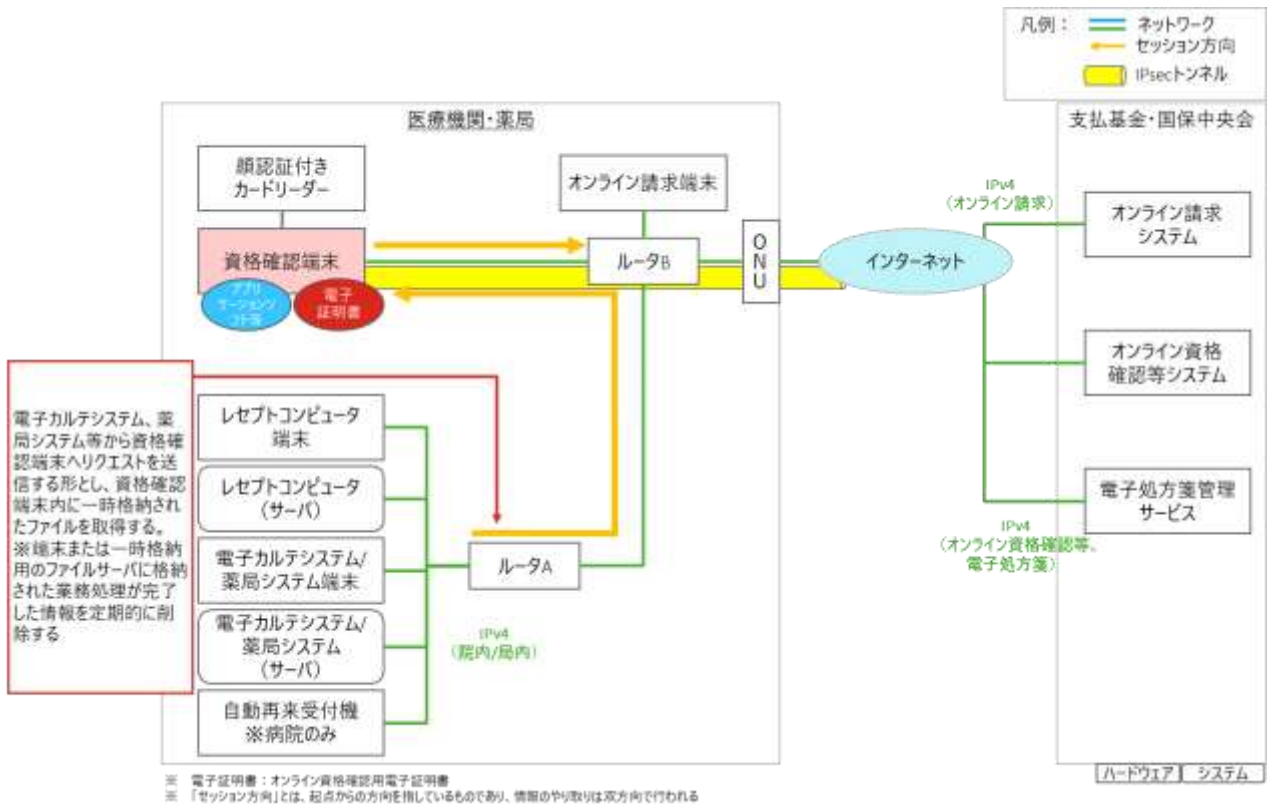 凡例：
ネットワーク
セッション方向
IPsecトンネル
医療機関・薬局
支払基金・国保中央会
顔認証付き
カードリーダー
オンライン請求端末
資格確認端末
アプリ
ケーションソ
フト等
電子
証明書
ルータB
ONU
インターネット
IPv4
（オンライン請求）
オンライン請求
システム
オンライン資格
確認等システム
電子処方箋管理
サービス
IPv4
（オンライン資格確認等、
電子処方箋）
電子カルテシステム、薬
局システム等から資格確
認端末へリクエストを送
信する形とし、資格確認
端末内に一時格納され
たファイルを取得する。
※端末または一時格納
用のファイルサーバに格納
された業務処理が完了
した情報を定期的に削
除する
レセプトコンピュータ
端末
レセプトコンピュータ
（サーバ）
電子カルテシステム/
薬局システム端末
電子カルテシステム/
薬局システム
（サーバ）
自動再来受付機
※病院のみ
ルータA
IPv4
（院内/局内）
ハードウェア
システム
※ 電子証明書：オンライン資格確認用電子証明書
※ 「セッション方向」とは、起点からの方向を指しているものであり、情報のやり取りは双方向で行われる